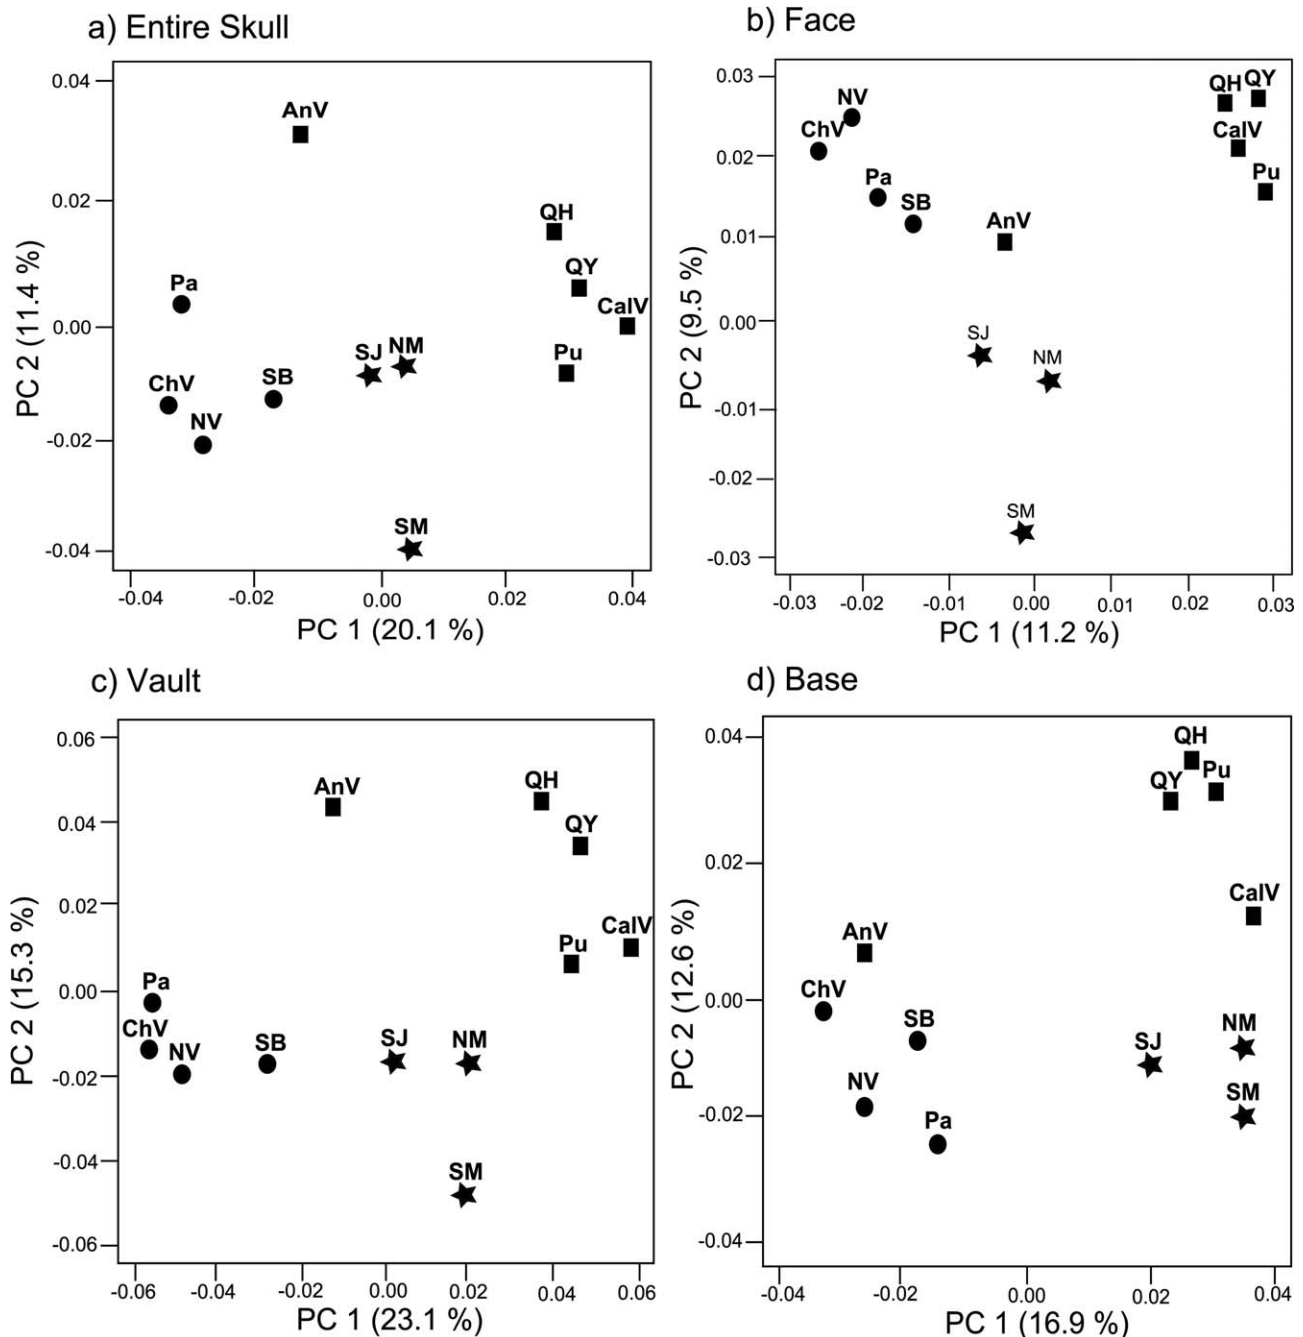 a) Entire Skull
0.04
0.02
0.00
-0.02
-0.04
PC 2 (11.4 %)
AnV
QH
QY
CalV
Pa
Pu
SJ
NM
SB
ChV
NV
SM
-0.04
-0.02
0.00
0.02
0.04
PC 1 (20.1 %)
b) Face
0.03
0.02
0.01
0.00
-0.01
-0.02
-0.03
PC 2 (9.5 %)
NV
ChV
Pa
SB
AnV
QH
QY
CalV
Pu
SJ
NM
SM
-0.03
-0.02
-0.01
0.00
0.01
0.02
0.03
PC 1 (11.2 %)
c) Vault
0.06
0.04
0.02
0.00
-0.02
-0.04
-0.06
PC 2 (15.3 %)
AnV
QH
QY
CalV
Pu
Pa
ChV
NV
SB
SJ
NM
SM
-0.06
-0.04
-0.02
0.00
0.02
0.04
0.06
PC 1 (23.1 %)
d) Base
0.04
0.02
0.00
-0.02
-0.04
PC 2 (12.6 %)
QH
QY
Pu
CalV
AnV
ChV
SB
NV
Pa
SJ
NM
SM
-0.04
-0.02
0.00
0.02
0.04
PC 1 (16.9 %)